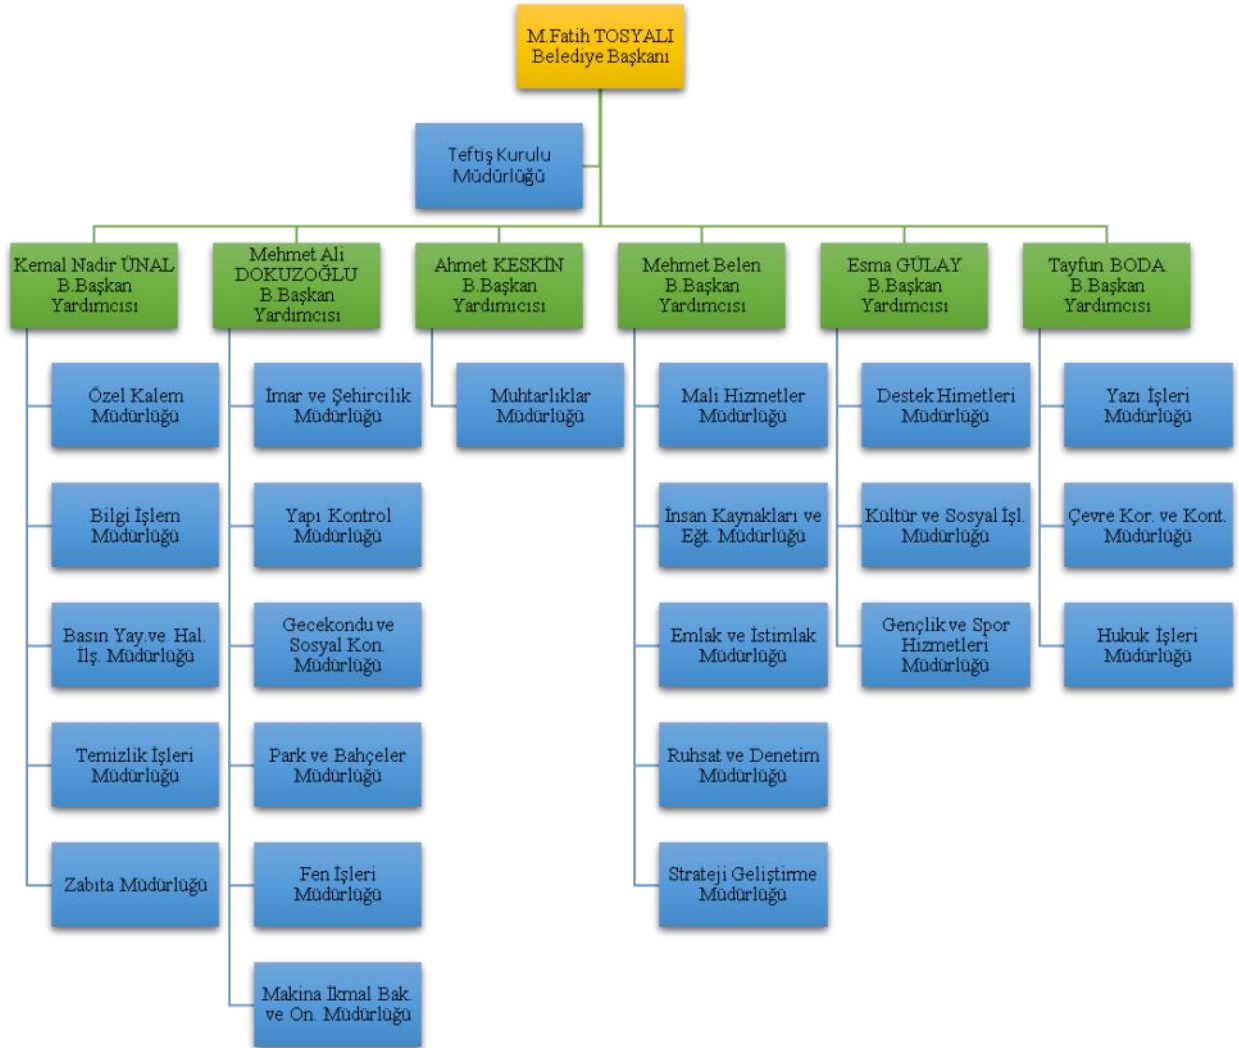 M.Fatih TOSYALI
Belediye Başkanı
Teftiş Kurulu
Müdürlüğü
Kemal Nadir ÜNAL
B.Başkan
Yardımcısı
Özel Kalem
Müdürlüğü
Bilgi İşlem
Müdürlüğü
Basın Yay.ve Hal.
İlş. Müdürlüğü
Temizlik İşleri
Müdürlüğü
Zabıta Müdürlüğü
Mehmet Ali
DOKUZOĞLU
B.Başkan
Yardımcısı
İmar ve Şehircilik
Müdürlüğü
Yapı Kontrol
Müdürlüğü
Gecekondu ve
Sosyal Kon.
Müdürlüğü
Park ve Bahçeler
Müdürlüğü
Fen İşleri
Müdürlüğü
Makina İkmal Bak.
ve On. Müdürlüğü
Ahmet KESKİN
B.Başkan
Yardımıcısı
Muhtarlıklar
Müdürlüğü
Mehmet Belen
B.Başkan
Yardımcısı
Mali Hizmetler
Müdürlüğü
İnsan Kaynakları ve
Eğt. Müdürlüğü
Emlak ve İstimlak
Müdürlüğü
Ruhsat ve Denetim
Müdürlüğü
Strateji Geliştirme
Müdürlüğü
Esma GÜLAY
B.Başkan
Yardımcısı
Destek Himetleri
Müdürlüğü
Kültür ve Sosyal İşl.
Müdürlüğü
Gençlik ve Spor
Hizmetleri
Müdürlüğü
Tayfun BODA
B.Başkan
Yardımcısı
Yazı İşleri
Müdürlüğü
Çevre Kor. ve Kont.
Müdürlüğü
Hukuk İşleri
Müdürlüğü